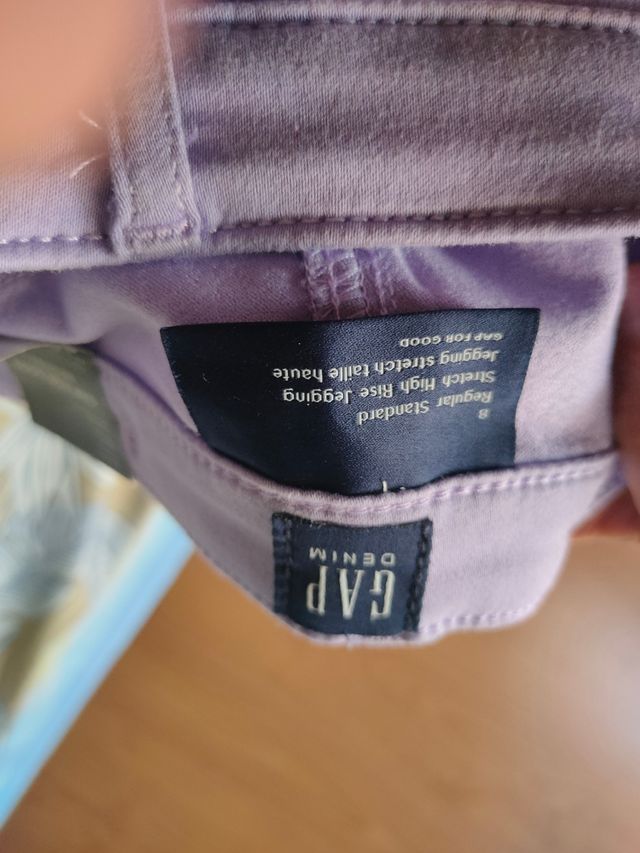 GAP
DENIM
8
Regular Standard
Stretch High Rise Jegging
Jegging stretch taille haute
GAP FOR GOOD